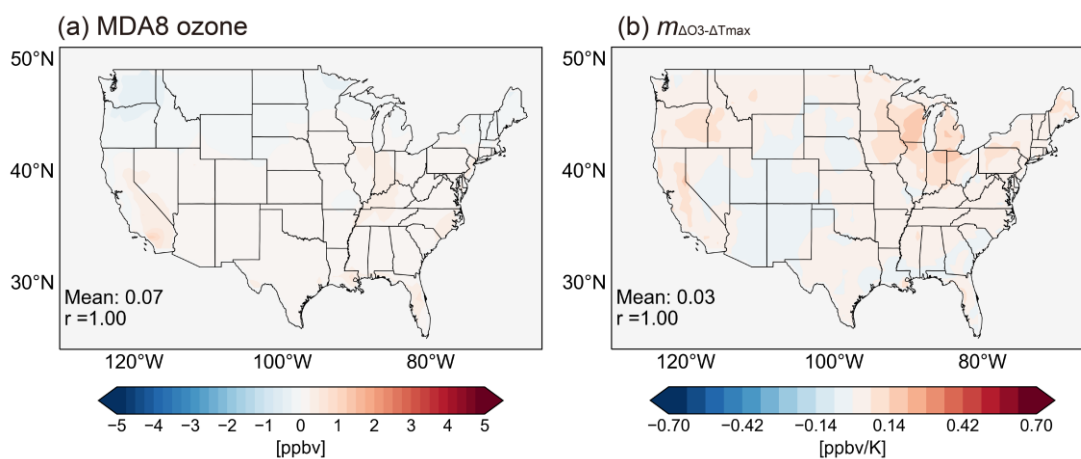 (a) MDA8 ozone
50°N
40°N
30°N
Mean: 0.07
r =1.00
120°W 100°W 80°W
−5 −4 −3 −2 −1 0 1 2 3 4 5
[ppbv]
(b) mΔO3-ΔTmax
50°N
40°N
30°N
Mean: 0.03
r =1.00
120°W 100°W 80°W
−0.70 −0.42 −0.14 0.14 0.42 0.70
[ppbv/K]